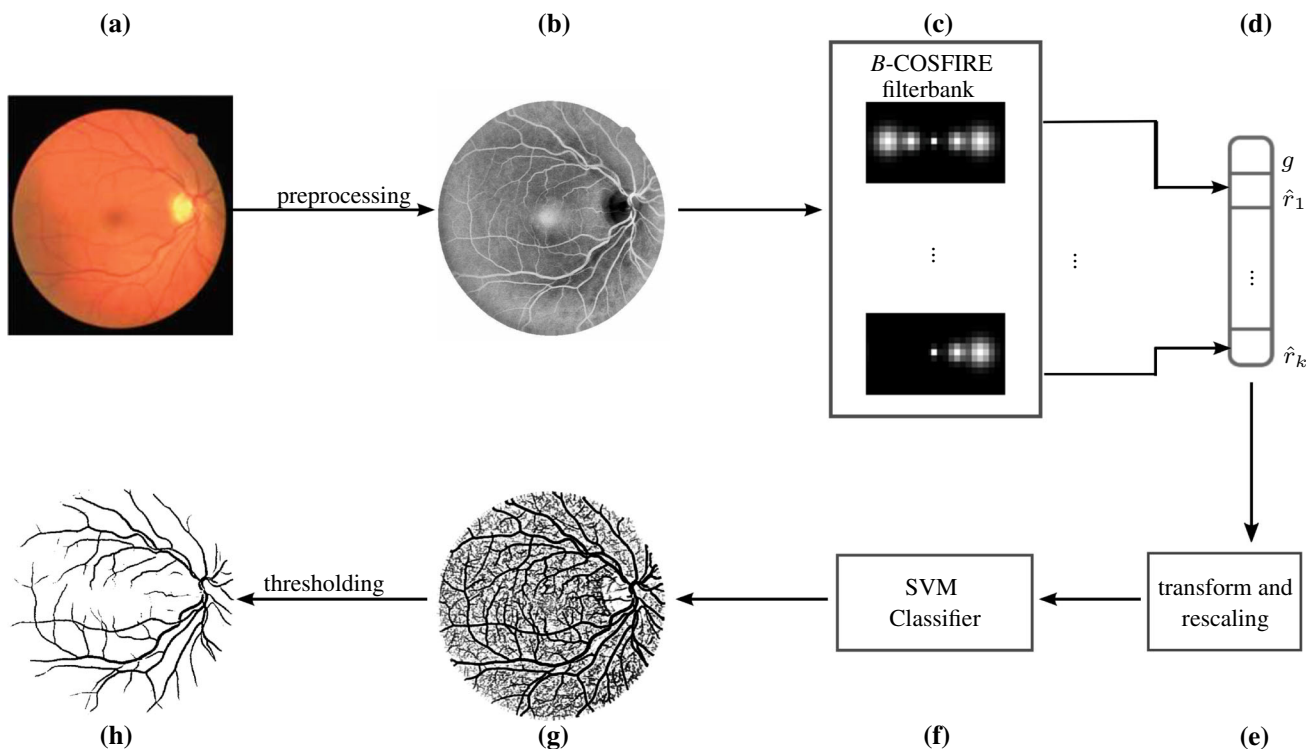 (a)
(b)
(c)
(d)
B-COSFIRE
filterbank
preprocessing
g
r̂₁
⋮
⋮
⋮
r̂ₖ
thresholding
SVM
Classifier
transform and
rescaling
(h)
(g)
(f)
(e)